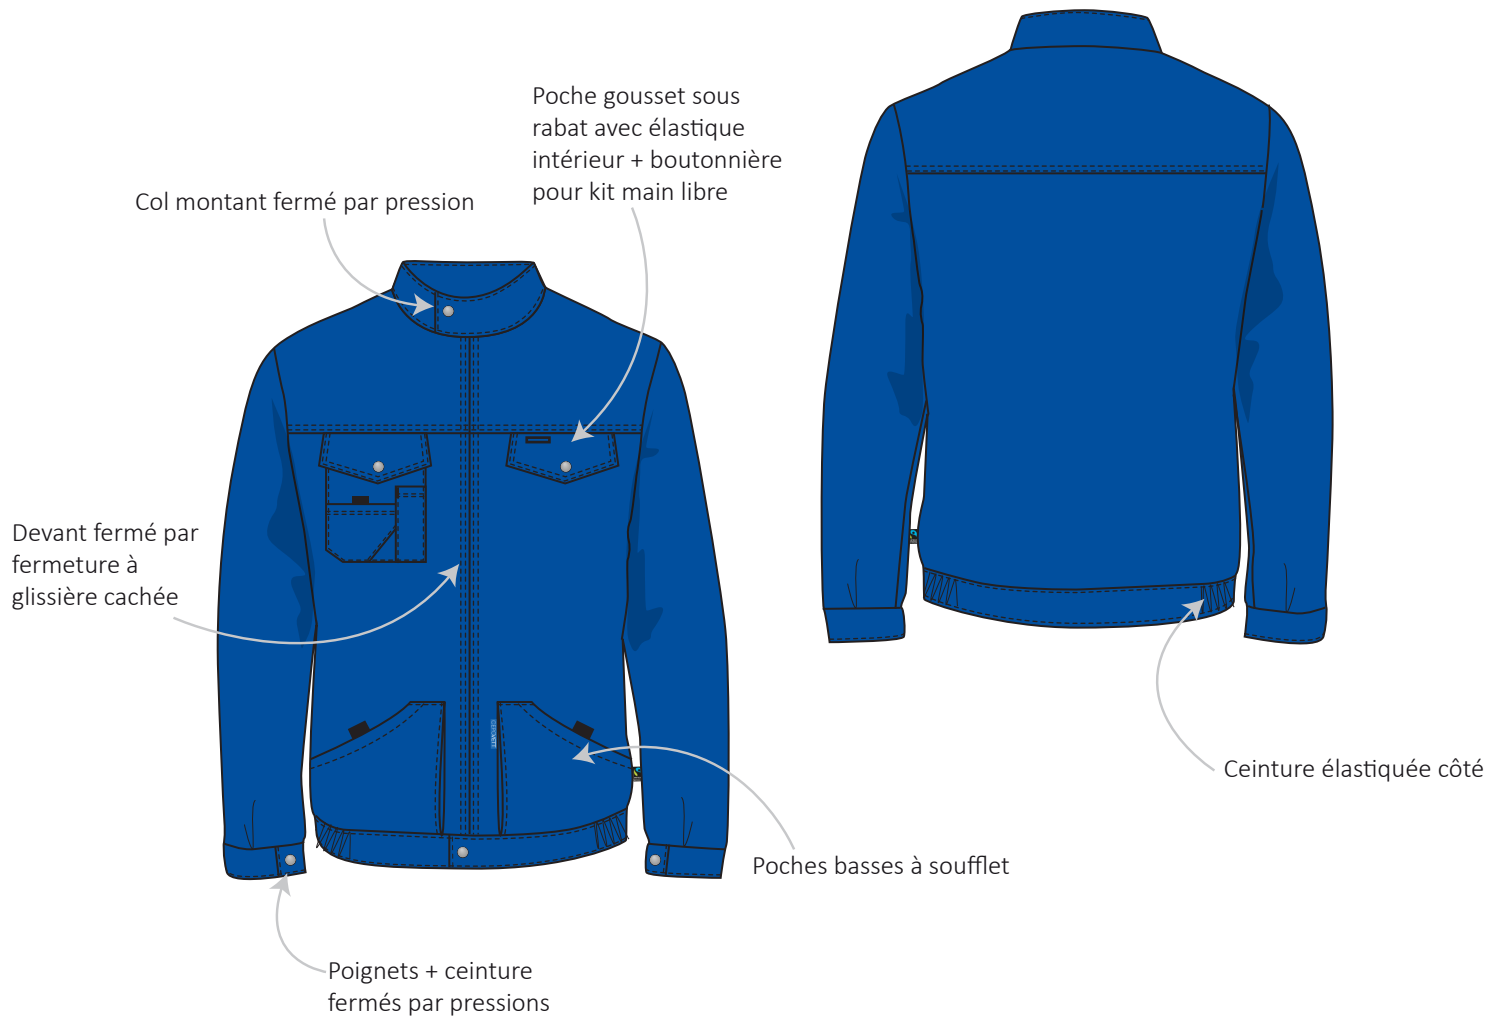 Poche gousset sous
rabat avec élastique
intérieur + boutonnière
pour kit main libre
Col montant fermé par pression
Devant fermé par
fermeture à
glissière cachée
Ceinture élastiquée côté
Poches basses à soufflet
Poignets + ceinture
fermés par pressions